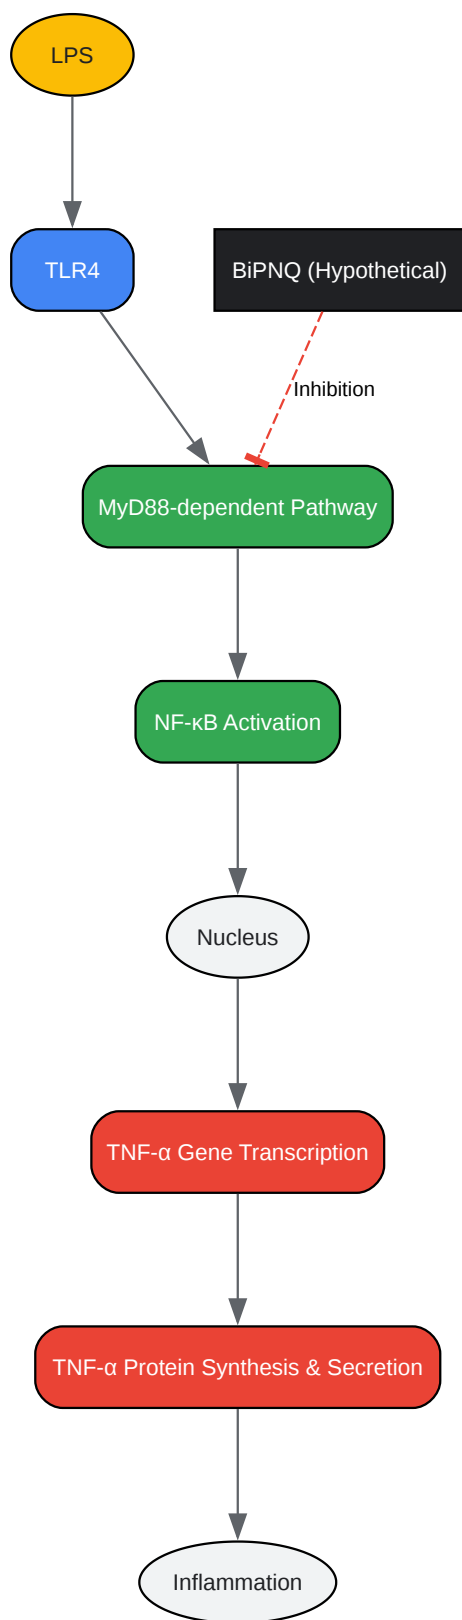 LPS
TLR4
BiPNQ (Hypothetical)
Inhibition
MyD88-dependent Pathway
NF-κB Activation
Nucleus
TNF-α Gene Transcription
TNF-α Protein Synthesis & Secretion
Inflammation